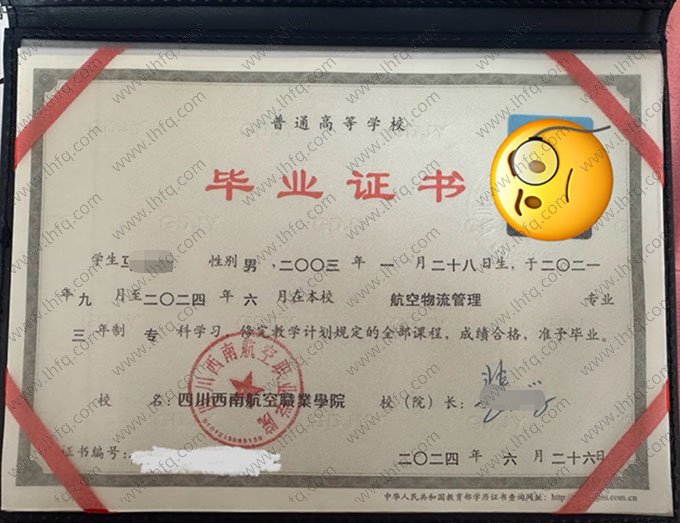 普通高等学校
毕业证书
学生 性别 男,二〇〇三年 一 月二十八日生,于二〇二一
年九 月至二〇二四 年 六 月在本校 航空物流管理 专业
三 年制 专 科学习,修完教学计划规定的全部课程,成绩合格,准予毕业。
四川西南航空职业学院
校 名:四川西南航空職業學院 校(院)长:
证书编号:
二〇二四年 六 月二十六日
中华人民共和国教育部学历证书查询网址:
www.lhfq.com